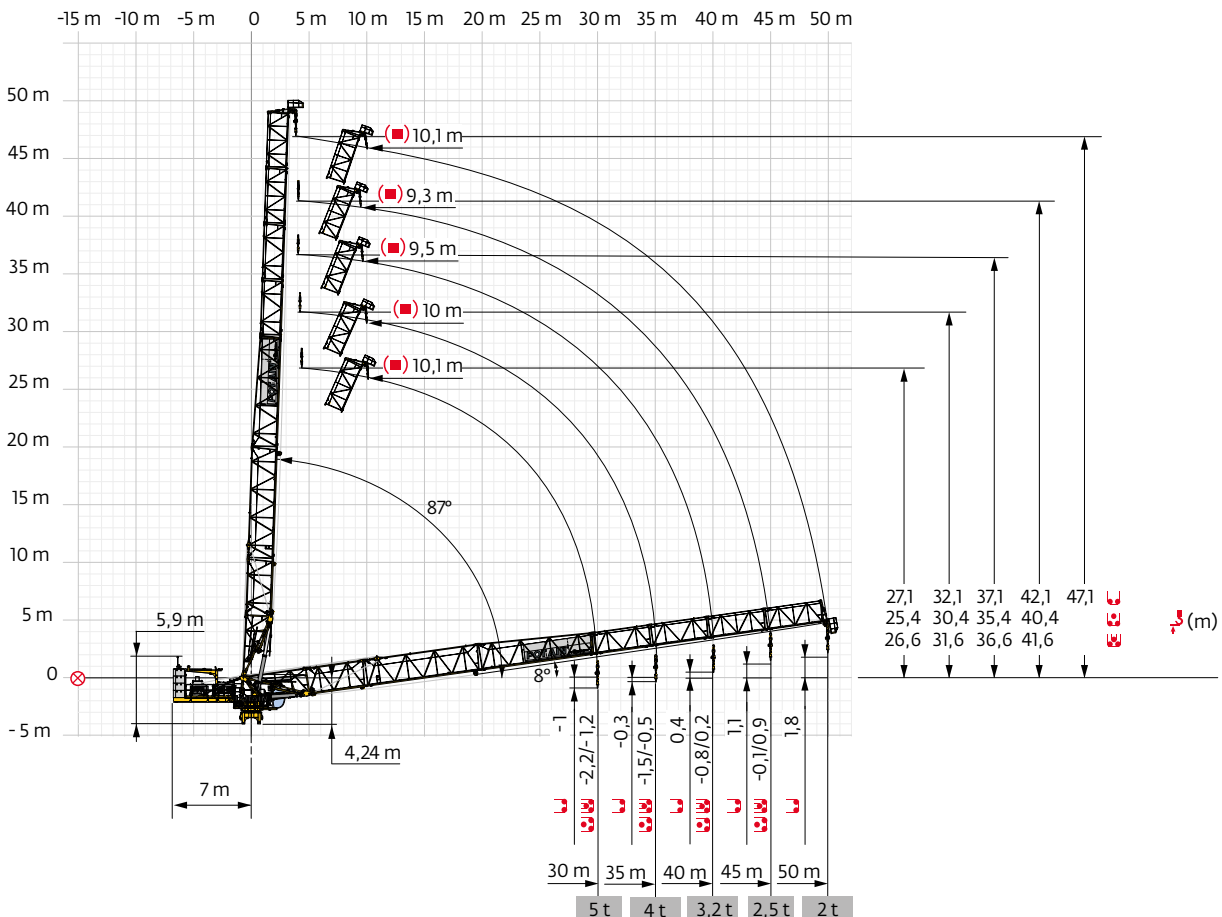 -15 m -10 m -5 m 0 5 m 10 m 15 m 20 m 25 m 30 m 35 m 40 m 45 m 50 m
50 m
45 m
40 m
35 m
30 m
25 m
20 m
15 m
10 m
5 m
0
-5 m
(■) 10,1 m
(■) 9,3 m
(■) 9,5 m
(■) 10 m
(■) 10,1 m
87°
8°
5,9 m
4,24 m
7 m
27,1 32,1 37,1 42,1 47,1
25,4 30,4 35,4 40,4
26,6 31,6 36,6 41,6
(m)
-1
-2,2/-1,2
-0,3
-1,5/-0,5
0,4
-0,8/0,2
1,1
-0,1/0,9
1,8
30 m 35 m 40 m 45 m 50 m
5 t 4 t 3,2 t 2,5 t 2 t